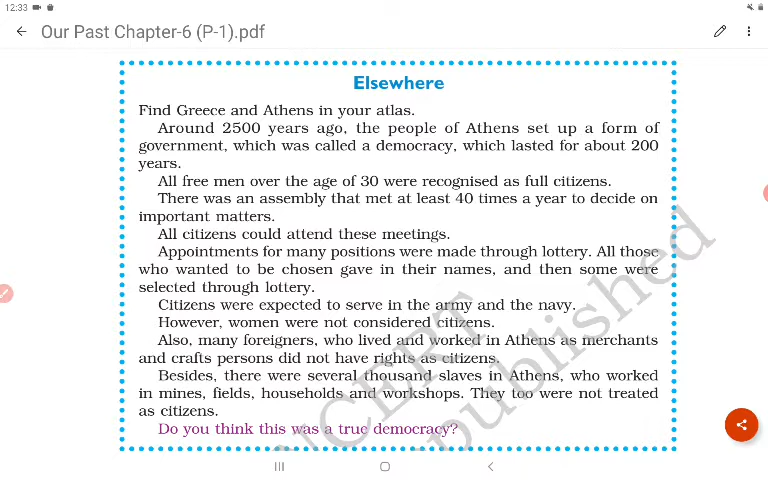 12:33
Our Past Chapter-6 (P-1).pdf
Elsewhere
Find Greece and Athens in your atlas.
Around 2500 years ago, the people of Athens set up a form of
government, which was called a democracy, which lasted for about 200
years.
All free men over the age of 30 were recognised as full citizens.
There was an assembly that met at least 40 times a year to decide on
important matters.
All citizens could attend these meetings.
Appointments for many positions were made through lottery. All those
who wanted to be chosen gave in their names, and then some were
selected through lottery.
Citizens were expected to serve in the army and the navy.
However, women were not considered citizens.
Also, many foreigners, who lived and worked in Athens as merchants
and crafts persons did not have rights as citizens.
Besides, there were several thousand slaves in Athens, who worked
in mines, fields, households and workshops. They too were not treated
as citizens.
Do you think this was a true democracy?
NCERT
published